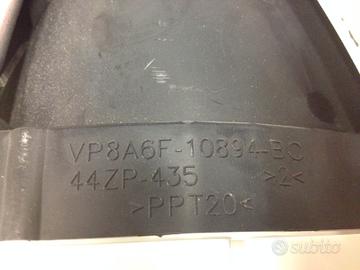 VP8A6F-10894-BC
44ZP-435 >2<
>PPT20<
subito